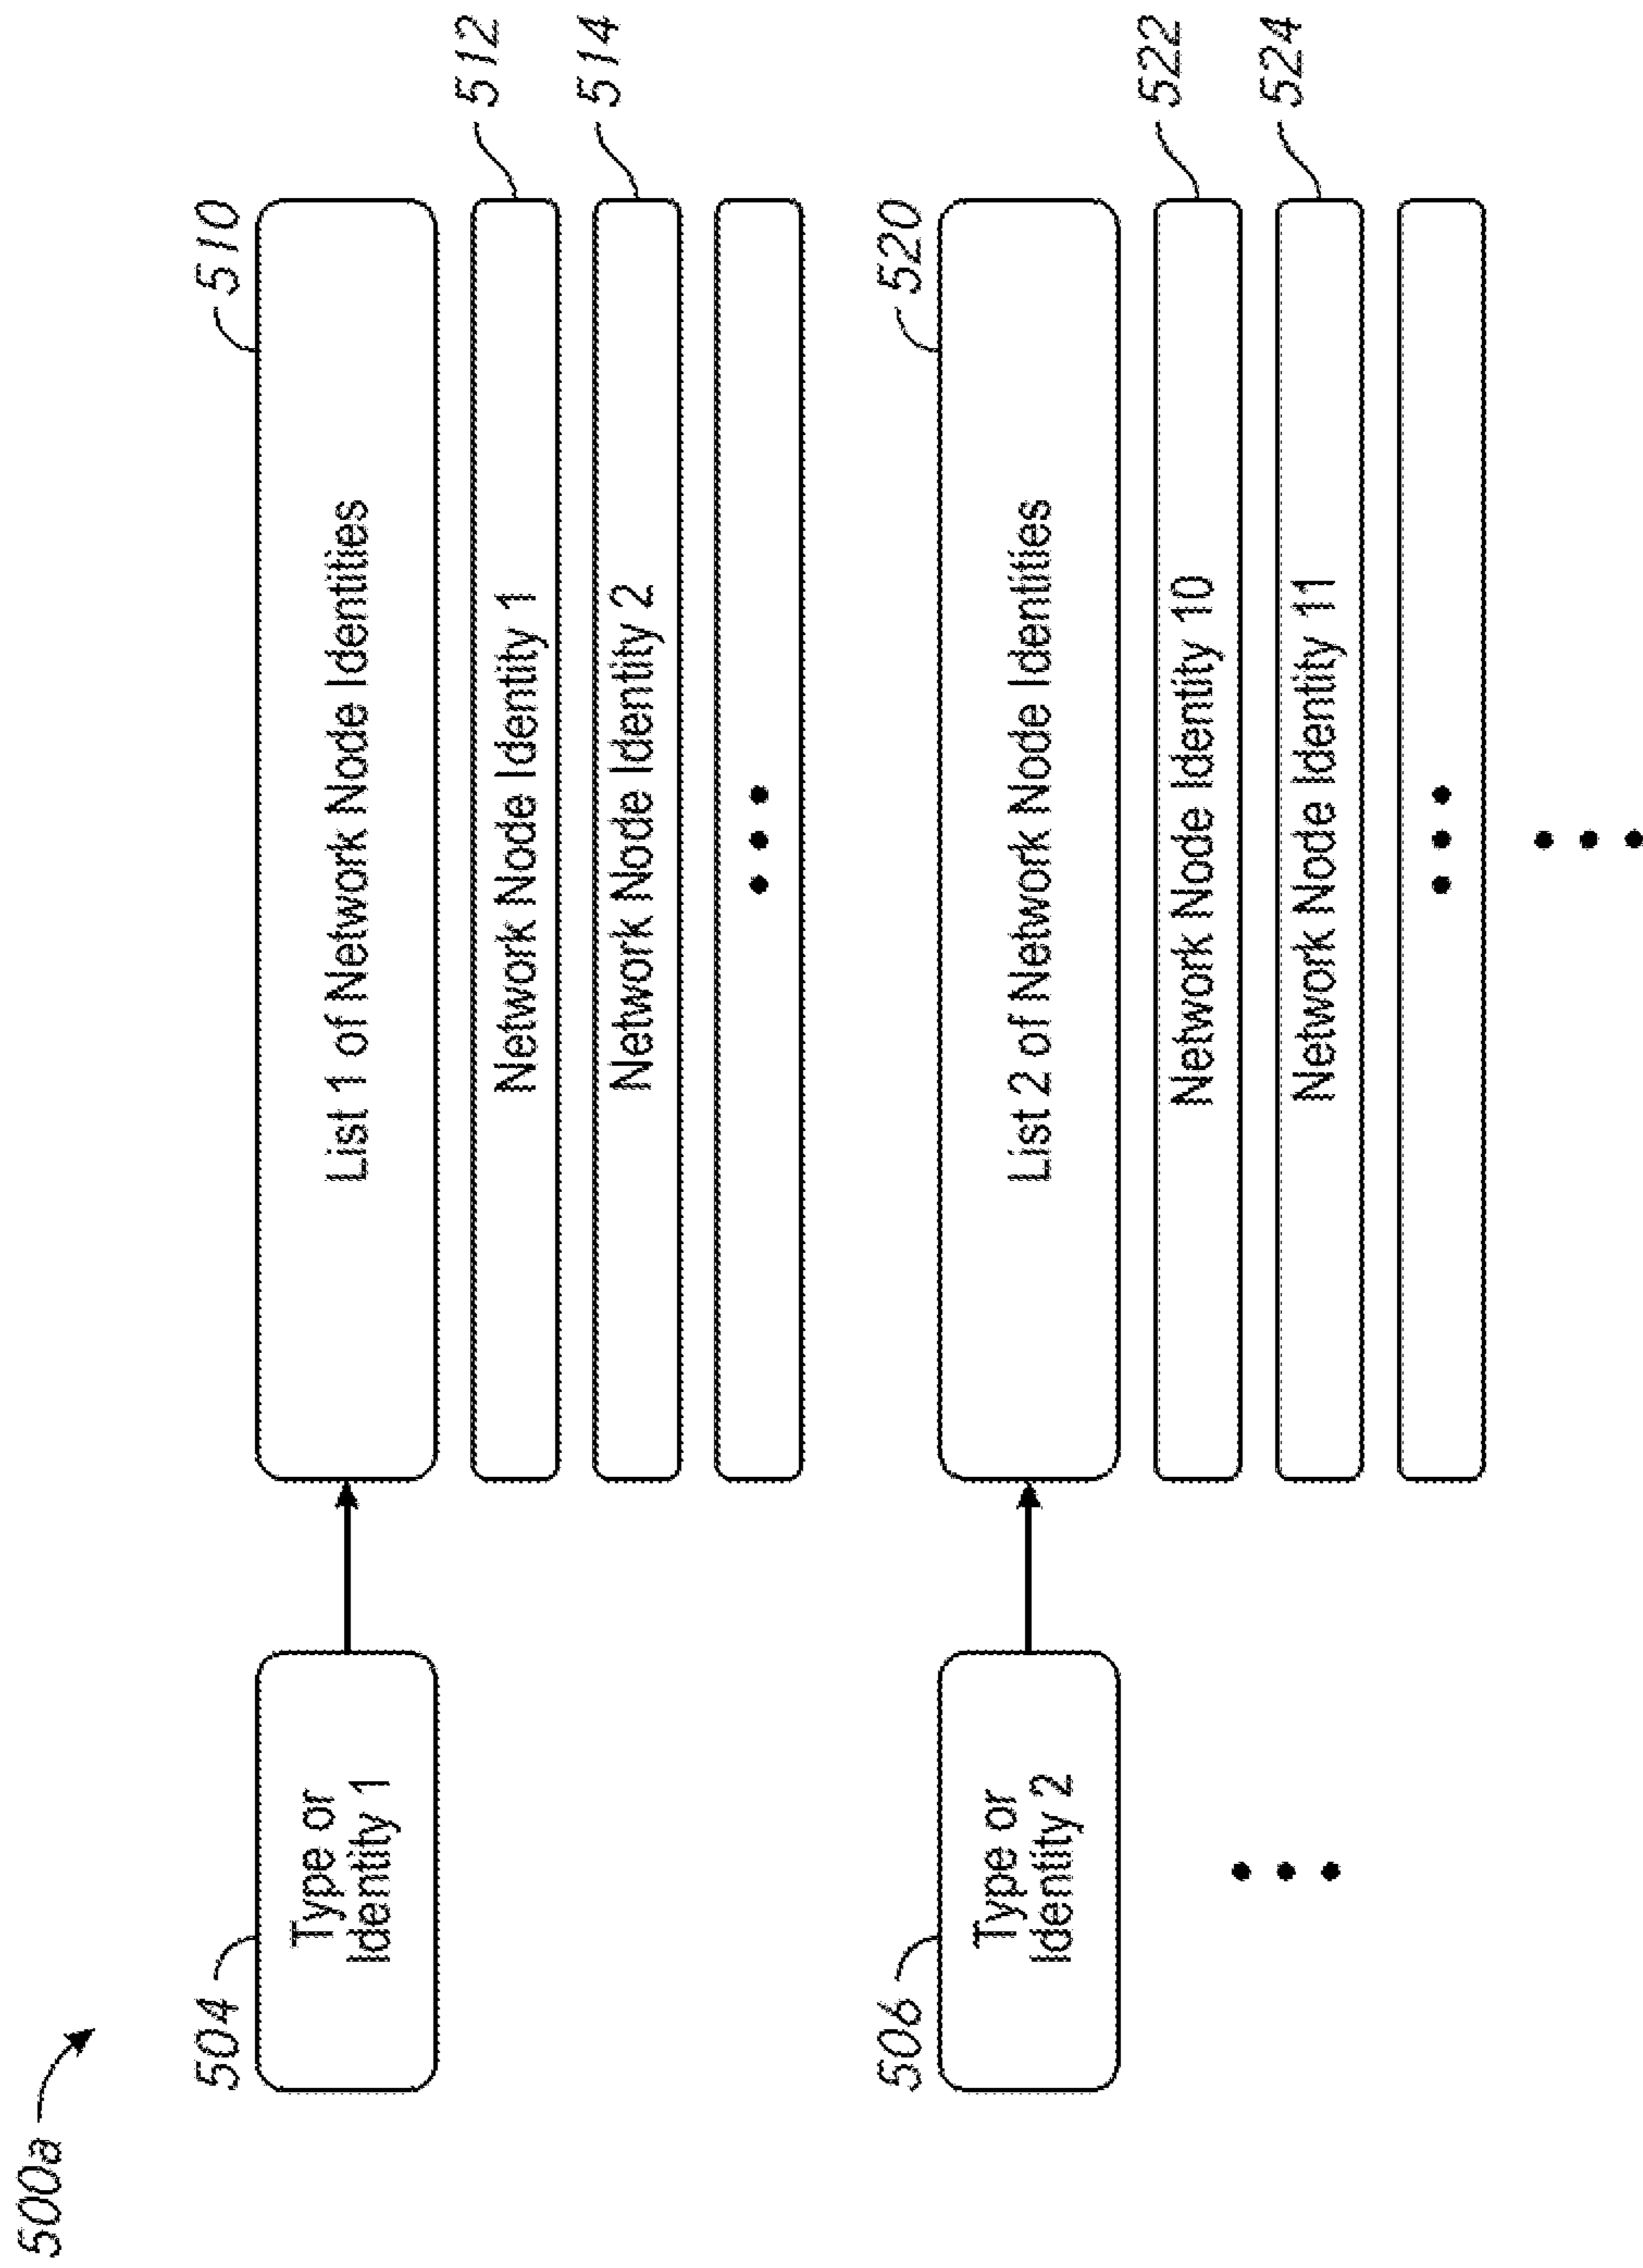 500a
504
Type or
Identity 1
510
List 1 of Network Node Identities
Network Node Identity 1
512
Network Node Identity 2
514
506
Type or
Identity 2
520
List 2 of Network Node Identities
Network Node Identity 10
522
Network Node Identity 11
524